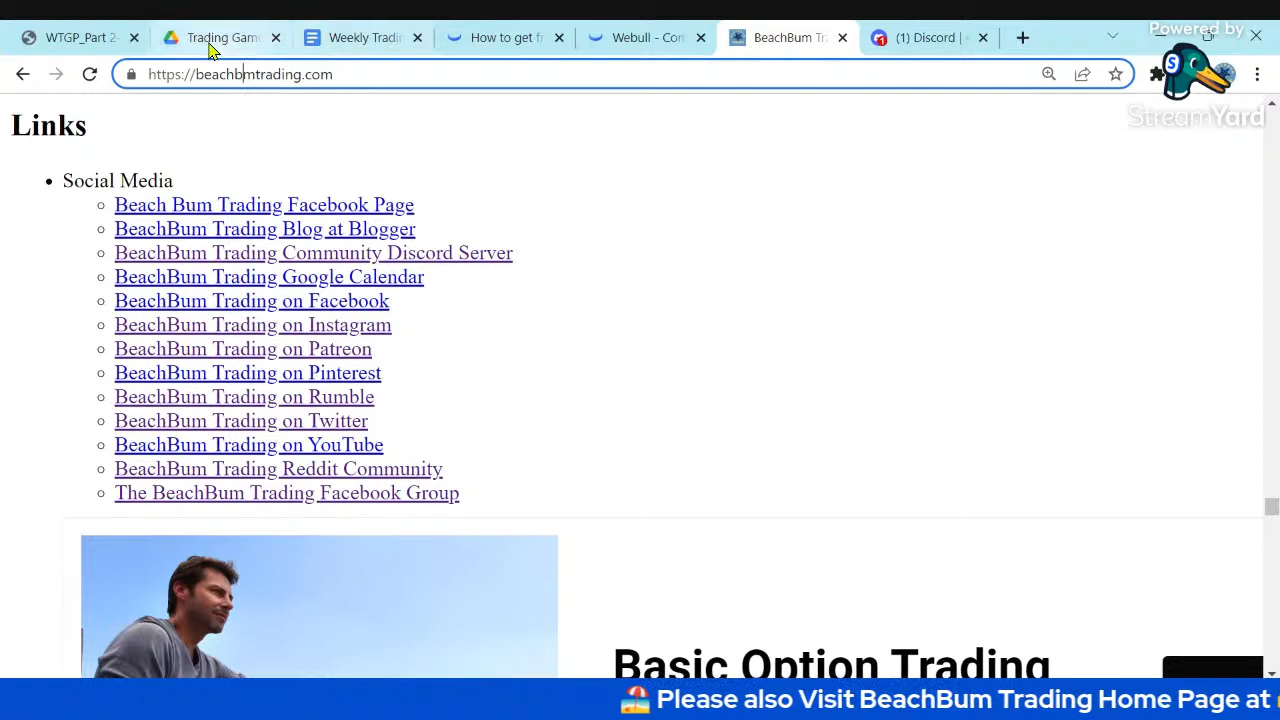 Powered by
WTGP_Part 2-
Trading Game
Weekly Tradi
How to get f
Webull - Con
BeachBum Tr
(1) Discord |
https://beachbmtrading.com
S
StreamYard
Links
Social Media
Beach Bum Trading Facebook Page
BeachBum Trading Blog at Blogger
BeachBum Trading Community Discord Server
BeachBum Trading Google Calendar
BeachBum Trading on Facebook
BeachBum Trading on Instagram
BeachBum Trading on Patreon
BeachBum Trading on Pinterest
BeachBum Trading on Rumble
BeachBum Trading on Twitter
BeachBum Trading on YouTube
BeachBum Trading Reddit Community
The BeachBum Trading Facebook Group
Basic Option Trading
Please also Visit BeachBum Trading Home Page at